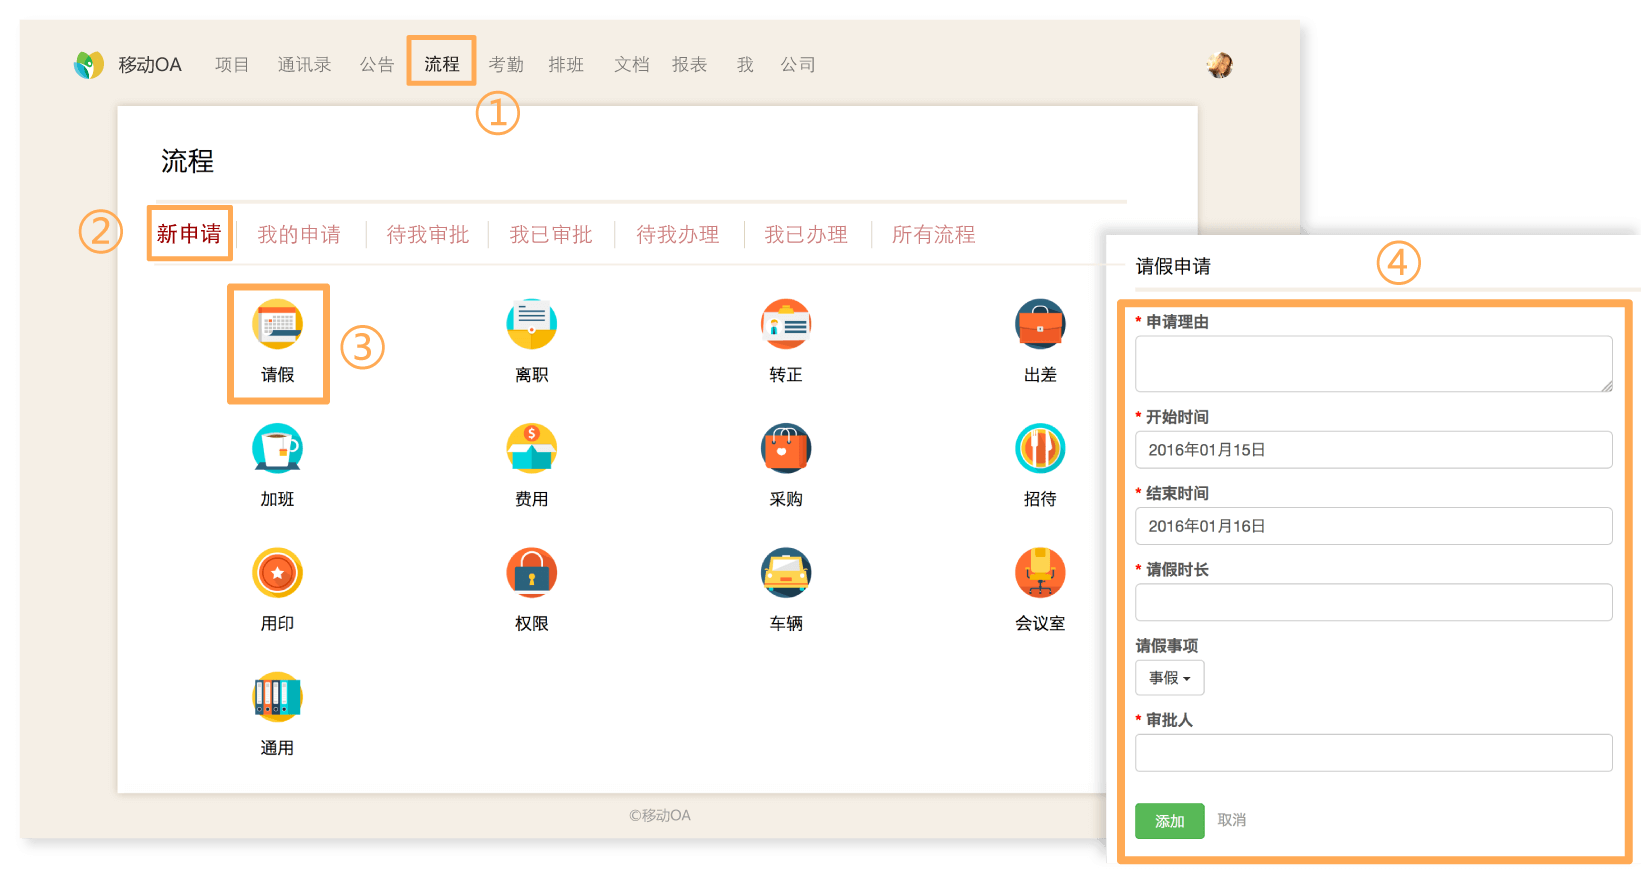 移动OA 项目 通讯录 公告 流程 考勤 排班 文档 报表 我 公司
①
流程
② 新申请 我的申请 待我审批 我已审批 待我办理 我已办理 所有流程
③
请假 离职 转正 出差
加班 费用 采购 招待
用印 权限 车辆 会议室
通用
©移动OA
请假申请 ④
* 申请理由
* 开始时间
2016年01月15日
* 结束时间
2016年01月16日
* 请假时长
请假事项
事假
* 审批人
添加 取消